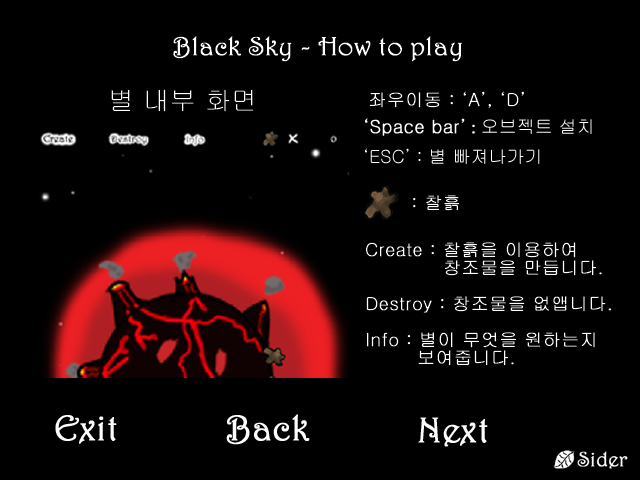 Black Sky - How to play
별 내부 화면
Create Destroy Info X 0
좌우이동 : 'A', 'D'
'Space bar' : 오브젝트 설치
'ESC' : 별 빠져나가기
: 찰흙
Create : 찰흙을 이용하여
창조물을 만듭니다.
Destroy : 창조물을 없앱니다.
Info : 별이 무엇을 원하는지
보여줍니다.
Exit Back Next
Sider